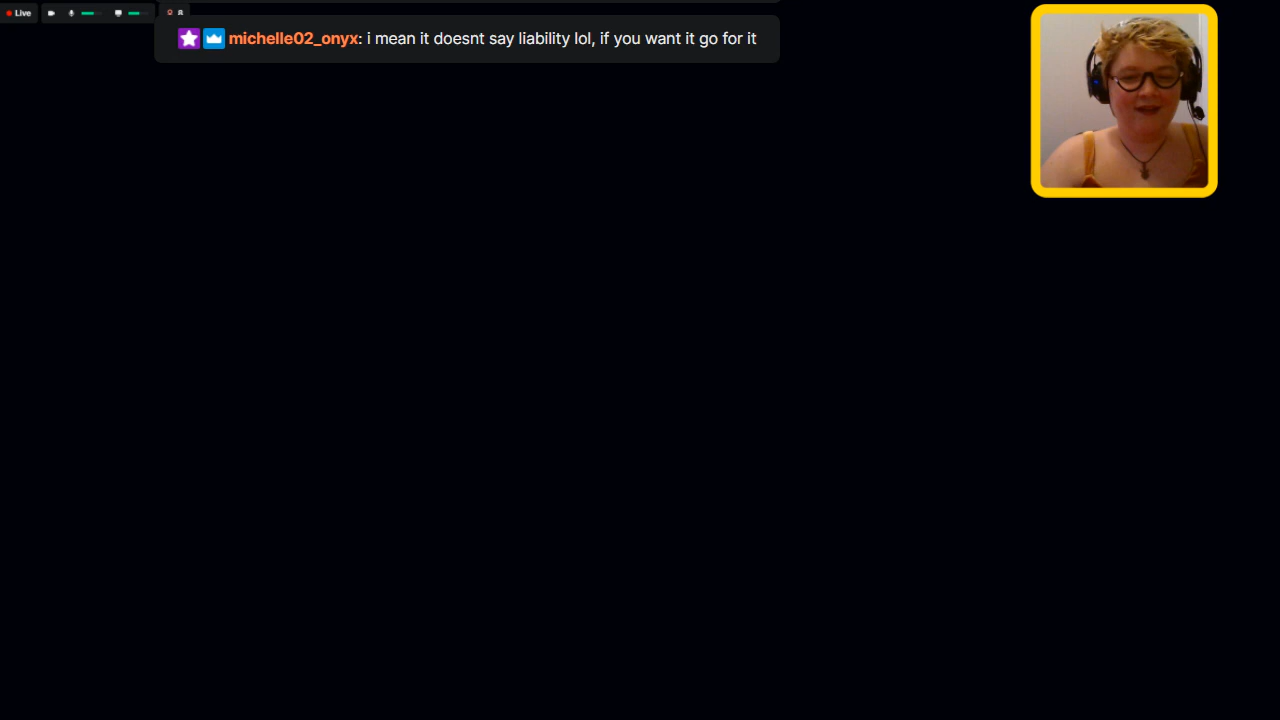 Live
michelle02_onyx: i mean it doesnt say liability lol, if you want it go for it